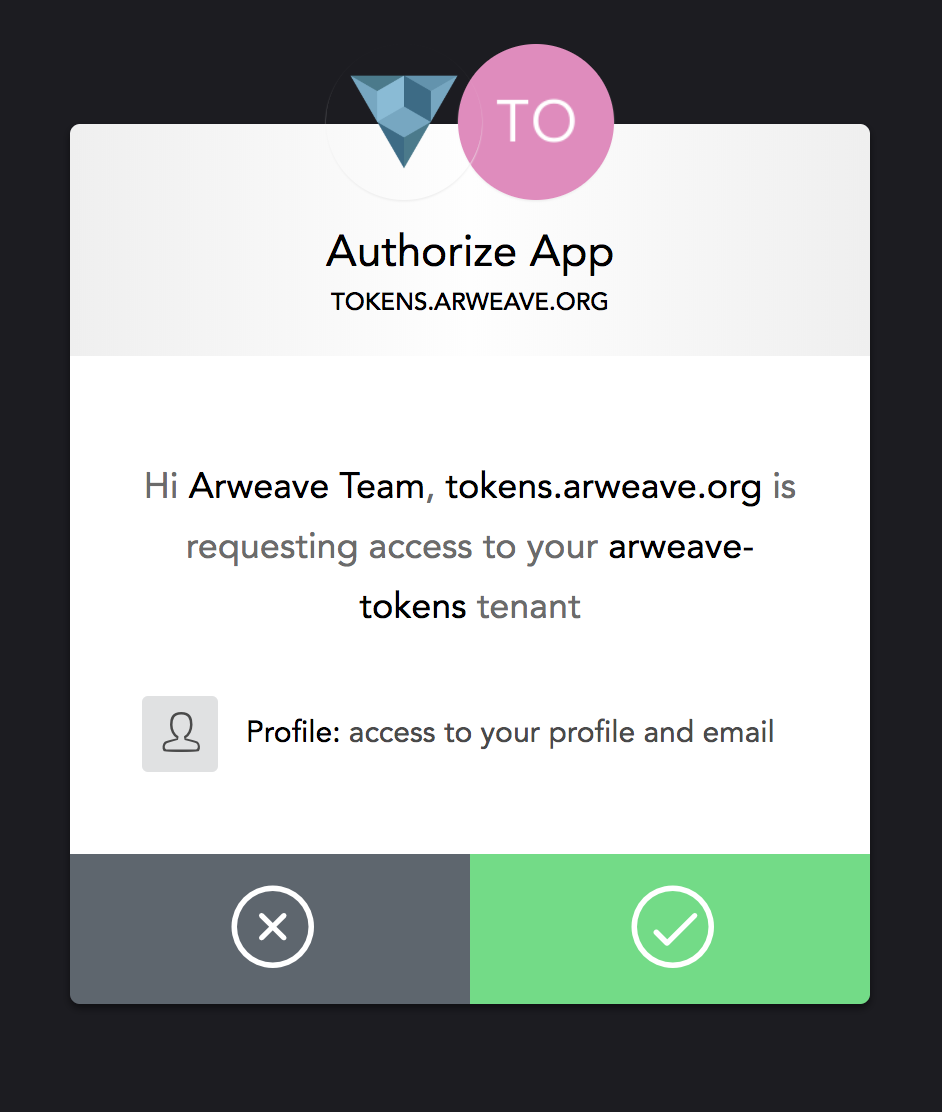 TO
Authorize App
TOKENS.ARWEAVE.ORG
Hi Arweave Team, tokens.arweave.org is
requesting access to your arweave-
tokens tenant
Profile: access to your profile and email